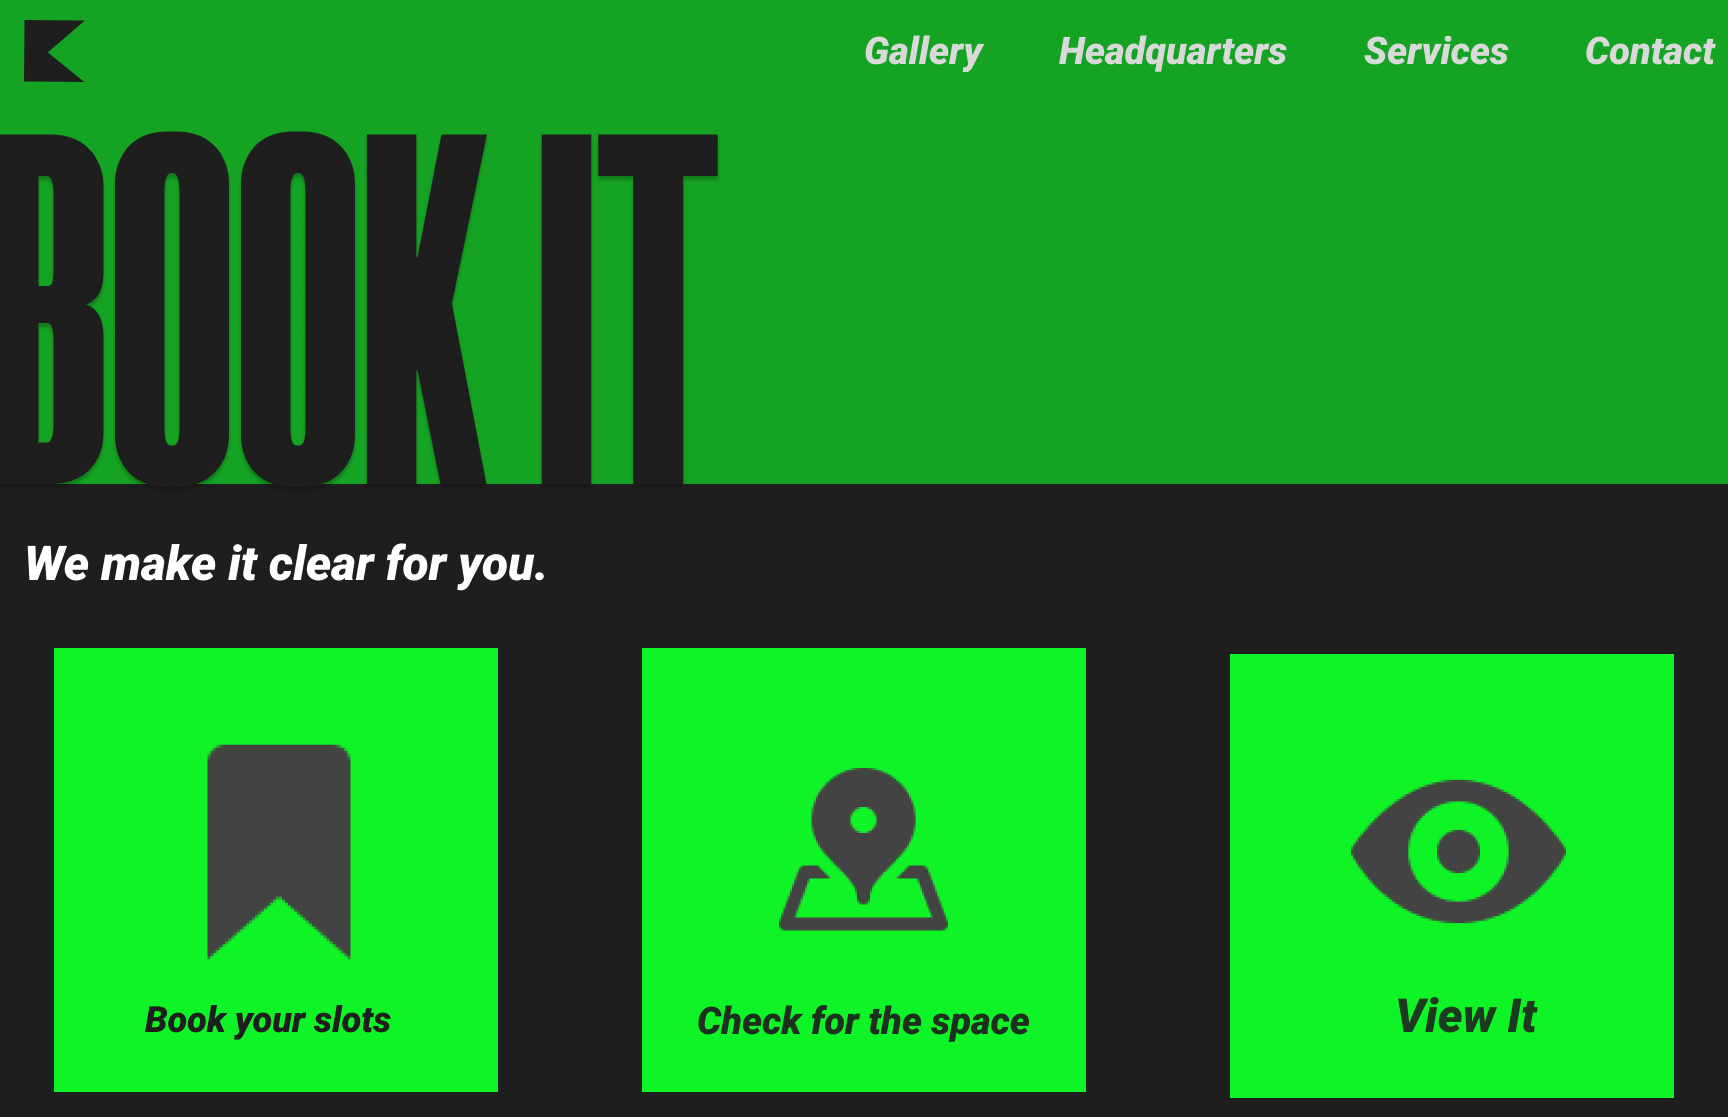 Gallery Headquarters Services Contact
BOOK IT
We make it clear for you.
Book your slots
Check for the space
View It